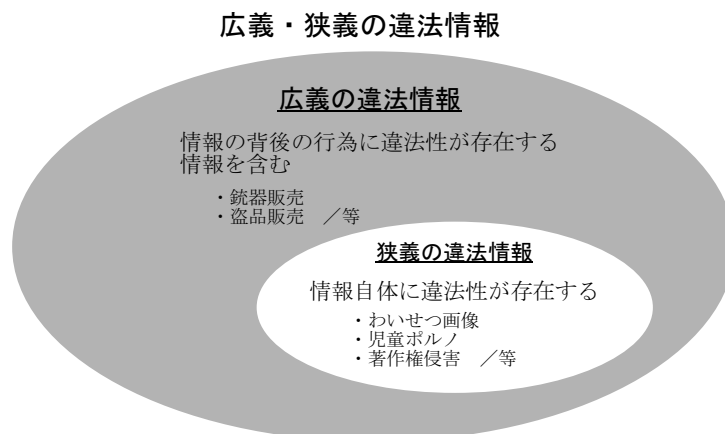 広義・狭義の違法情報
広義の違法情報
情報の背後の行為に違法性が存在する
情報を含む
・銃器販売
・盗品販売　／等
狭義の違法情報
情報自体に違法性が存在する
・わいせつ画像
・児童ポルノ
・著作権侵害　／等